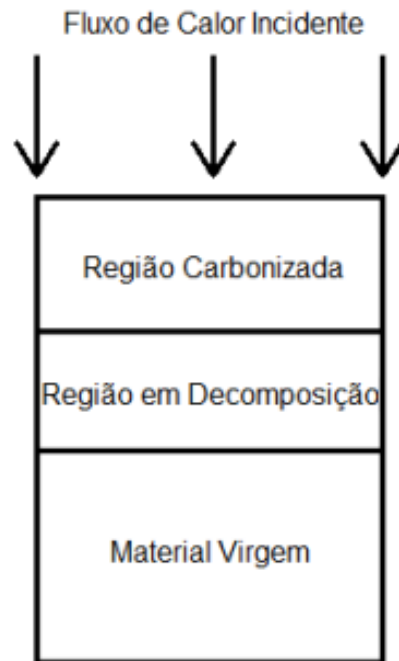 Fluxo de Calor Incidente
Região Carbonizada
Região em Decomposição
Material Virgem